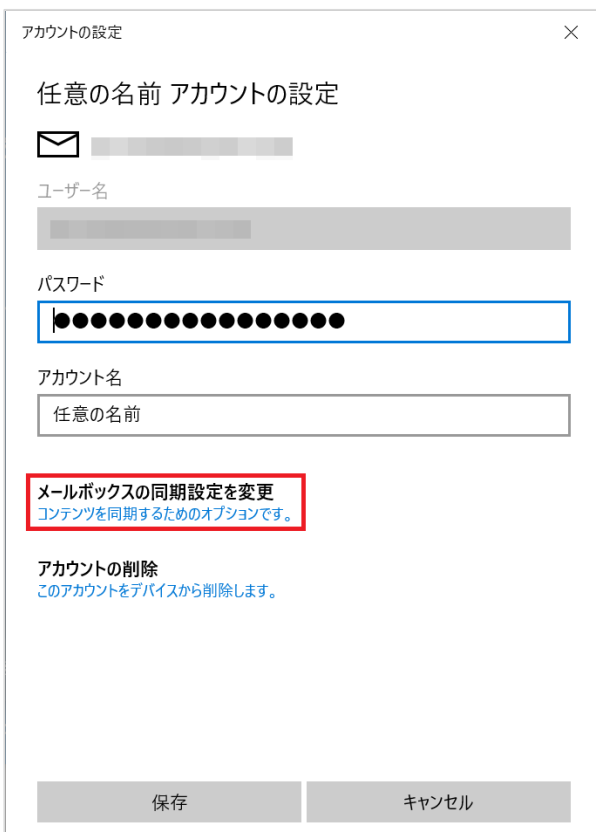 アカウントの設定
任意の名前 アカウントの設定
ユーザー名
パスワード
●●●●●●●●●●●●●●●●
アカウント名
任意の名前
メールボックスの同期設定を変更
コンテンツを同期するためのオプションです。
アカウントの削除
このアカウントをデバイスから削除します。
保存
キャンセル